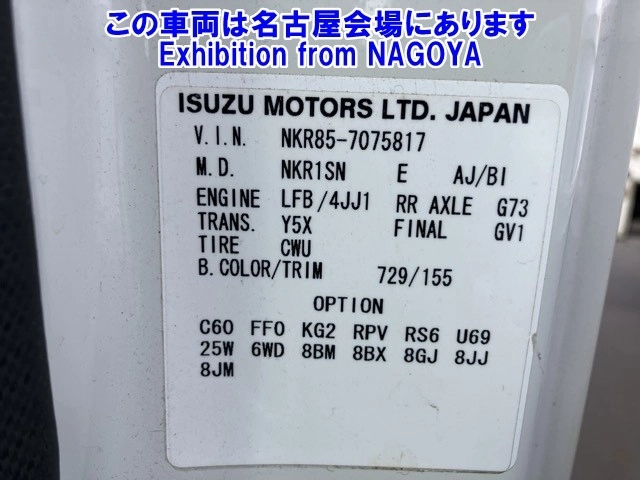 この車両は名古屋会場にあります
Exhibition from NAGOYA
ISUZU MOTORS LTD. JAPAN
V.I.N. NKR85-7075817
M.D. NKR1SN E AJ/BI
ENGINE LFB/4JJ1 RR AXLE G73
TRANS. Y5X FINAL GV1
TIRE CWU
B.COLOR/TRIM 729/155
OPTION
C60 FF0 KG2 RPV RS6 U69
25W 6WD 8BM 8BX 8GJ 8JJ
8JM